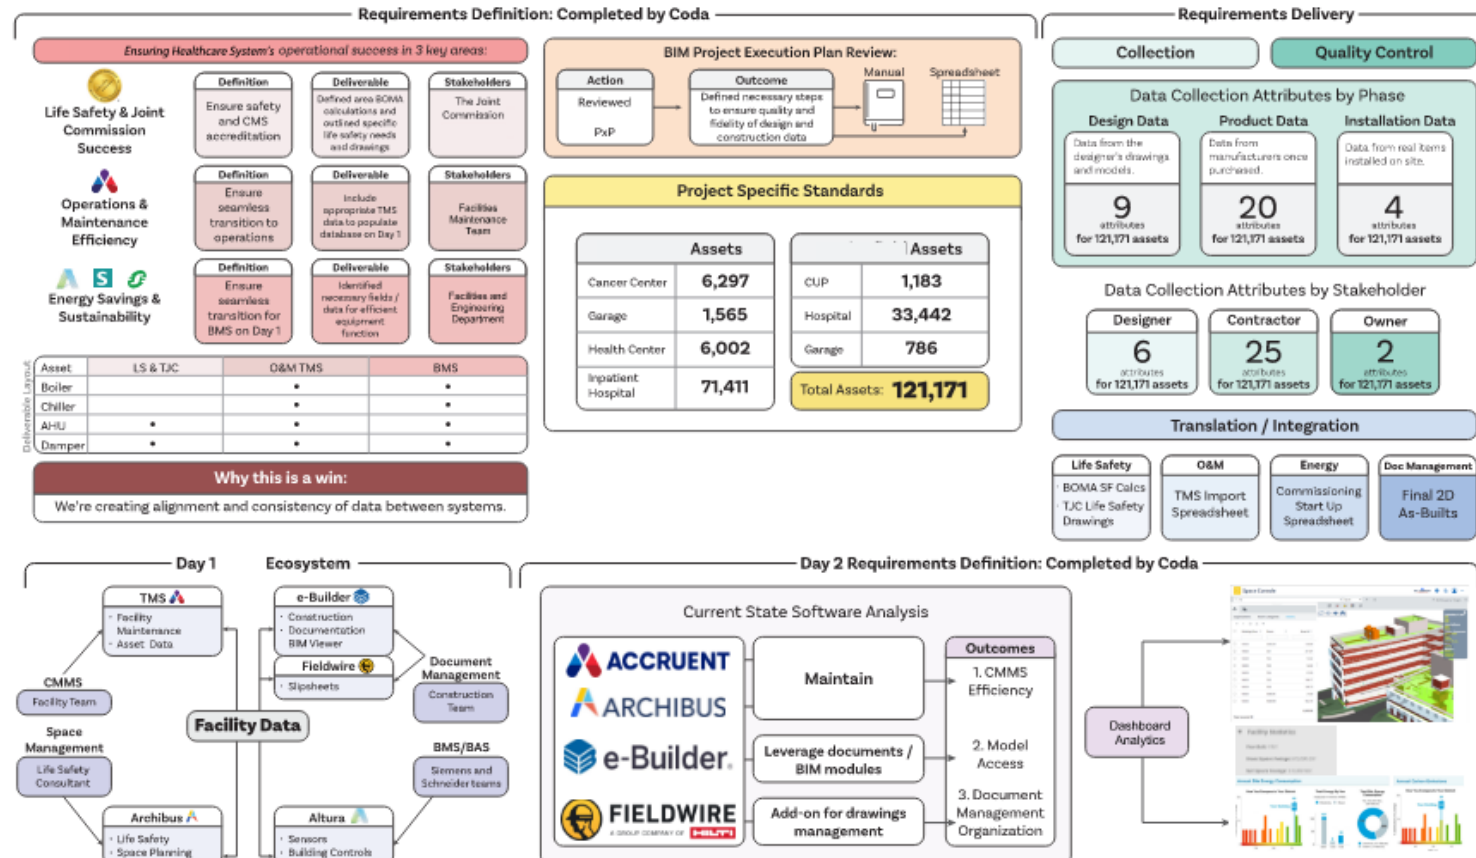 Requirements Definition: Completed by Coda
Ensuring Healthcare System's operational success in 3 key areas:
Life Safety & Joint
Commission
Success
Definition
Ensure safety
and CMS
accreditation
Deliverable
Defined area BOMA
calculations and
outlined specific
life safety needs
and drawings
Stakeholders
The Joint
Commission
Operations &
Maintenance
Efficiency
Definition
Ensure
seamless
transition to
operations
Deliverable
Include
appropriate TMS
data to populate
database on Day 1
Stakeholders
Facilities
Maintenance
Team
Energy Savings &
Sustainability
Definition
Ensure
seamless
transition for
BMS on Day 1
Deliverable
Identified
necessary fields /
data for efficient
equipment
function
Stakeholders
Facilities and
Engineering
Department
Deliverable Layout
Asset LS & TJC O&M TMS BMS
Boiler • •
Chiller • •
AHU • • •
Damper • • •
Why this is a win:
We're creating alignment and consistency of data between systems.
BIM Project Execution Plan Review:
Action
Reviewed
PxP
Outcome
Defined necessary steps
to ensure quality and
fidelity of design and
construction data
Manual
Spreadsheet
Project Specific Standards
Assets
Cancer Center 6,297
Garage 1,565
Health Center 6,002
Inpatient
Hospital 71,411
Assets
CUP 1,183
Hospital 33,442
Garage 786
Total Assets: 121,171
Requirements Delivery
Collection
Quality Control
Data Collection Attributes by Phase
Design Data
Data from the
designer's drawings
and models.
9
attributes
for 121,171 assets
Product Data
Data from
manufacturers once
purchased.
20
attributes
for 121,171 assets
Installation Data
Data from real items
installed on site.
4
attributes
for 121,171 assets
Data Collection Attributes by Stakeholder
Designer
6
attributes
for 121,171 assets
Contractor
25
attributes
for 121,171 assets
Owner
2
attributes
for 121,171 assets
Translation / Integration
Life Safety
· BOMA SF Calcs
· TJC Life Safety
Drawings
O&M
TMS Import
Spreadsheet
Energy
Commissioning
Start Up
Spreadsheet
Doc Management
Final 2D
As-Builts
Day 1 Ecosystem
TMS
· Facility
Maintenance
· Asset Data
e-Builder
· Construction
· Documentation
BIM Viewer
Fieldwire
· Slipsheets
CMMS
Facility Team
Document
Management
Construction
Team
Facility Data
Space
Management
Life Safety
Consultant
BMS/BAS
Siemens and
Schneider teams
Archibus
· Life Safety
· Space Planning
Altura
· Sensors
· Building Controls
Day 2 Requirements Definition: Completed by Coda
Current State Software Analysis
ACCRUENT
ARCHIBUS
e-Builder.
FIELDWIRE
A GROUP COMPANY OF HILTI
Maintain
Leverage documents /
BIM modules
Add-on for drawings
management
Outcomes
1. CMMS
Efficiency
2. Model
Access
3. Document
Management
Organization
Dashboard
Analytics
Space Console